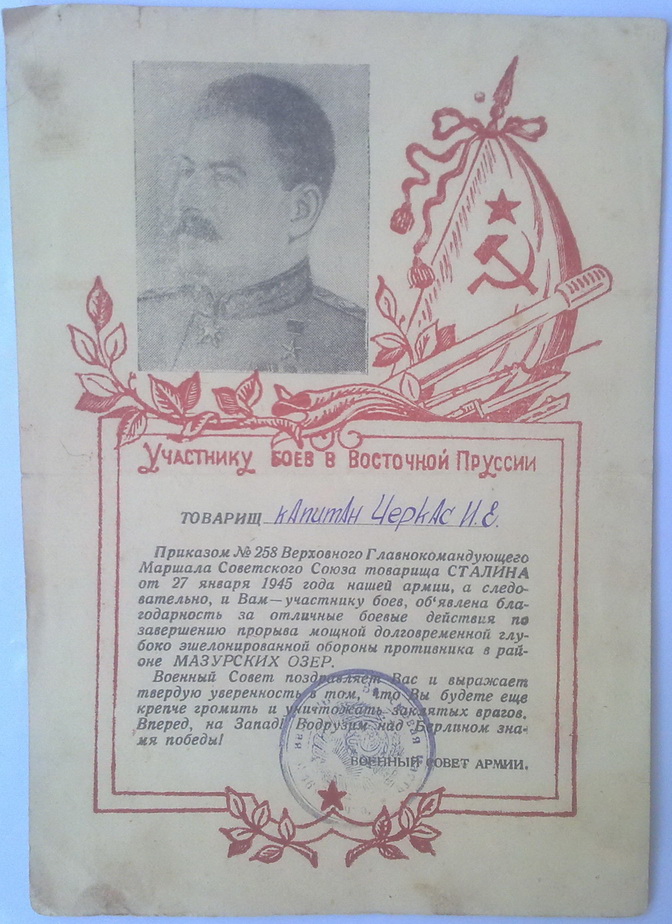 Участнику боев в Восточной Пруссии
ТОВАРИЩ капитан Черкас И.Е.
Приказом № 258 Верховного Главнокомандующего
Маршала Советского Союза товарища СТАЛИНА
от 27 января 1945 года нашей армии, а следо-
вательно, и Вам—участнику боев, об'явлена бла-
годарность за отличные боевые действия по
завершению прорыва мощной долговременной глу-
боко эшелонированной обороны противника в рай-
оне МАЗУРСКИХ ОЗЕР.
Военный Совет поздравляет Вас и выражает
твердую уверенность в том, что Вы будете еще
крепче громить и уничтожать заклятых врагов.
Вперед, на Запад! Водрузим над Берлином зна-
мя победы!
ВОЕННЫЙ СОВЕТ АРМИИ.